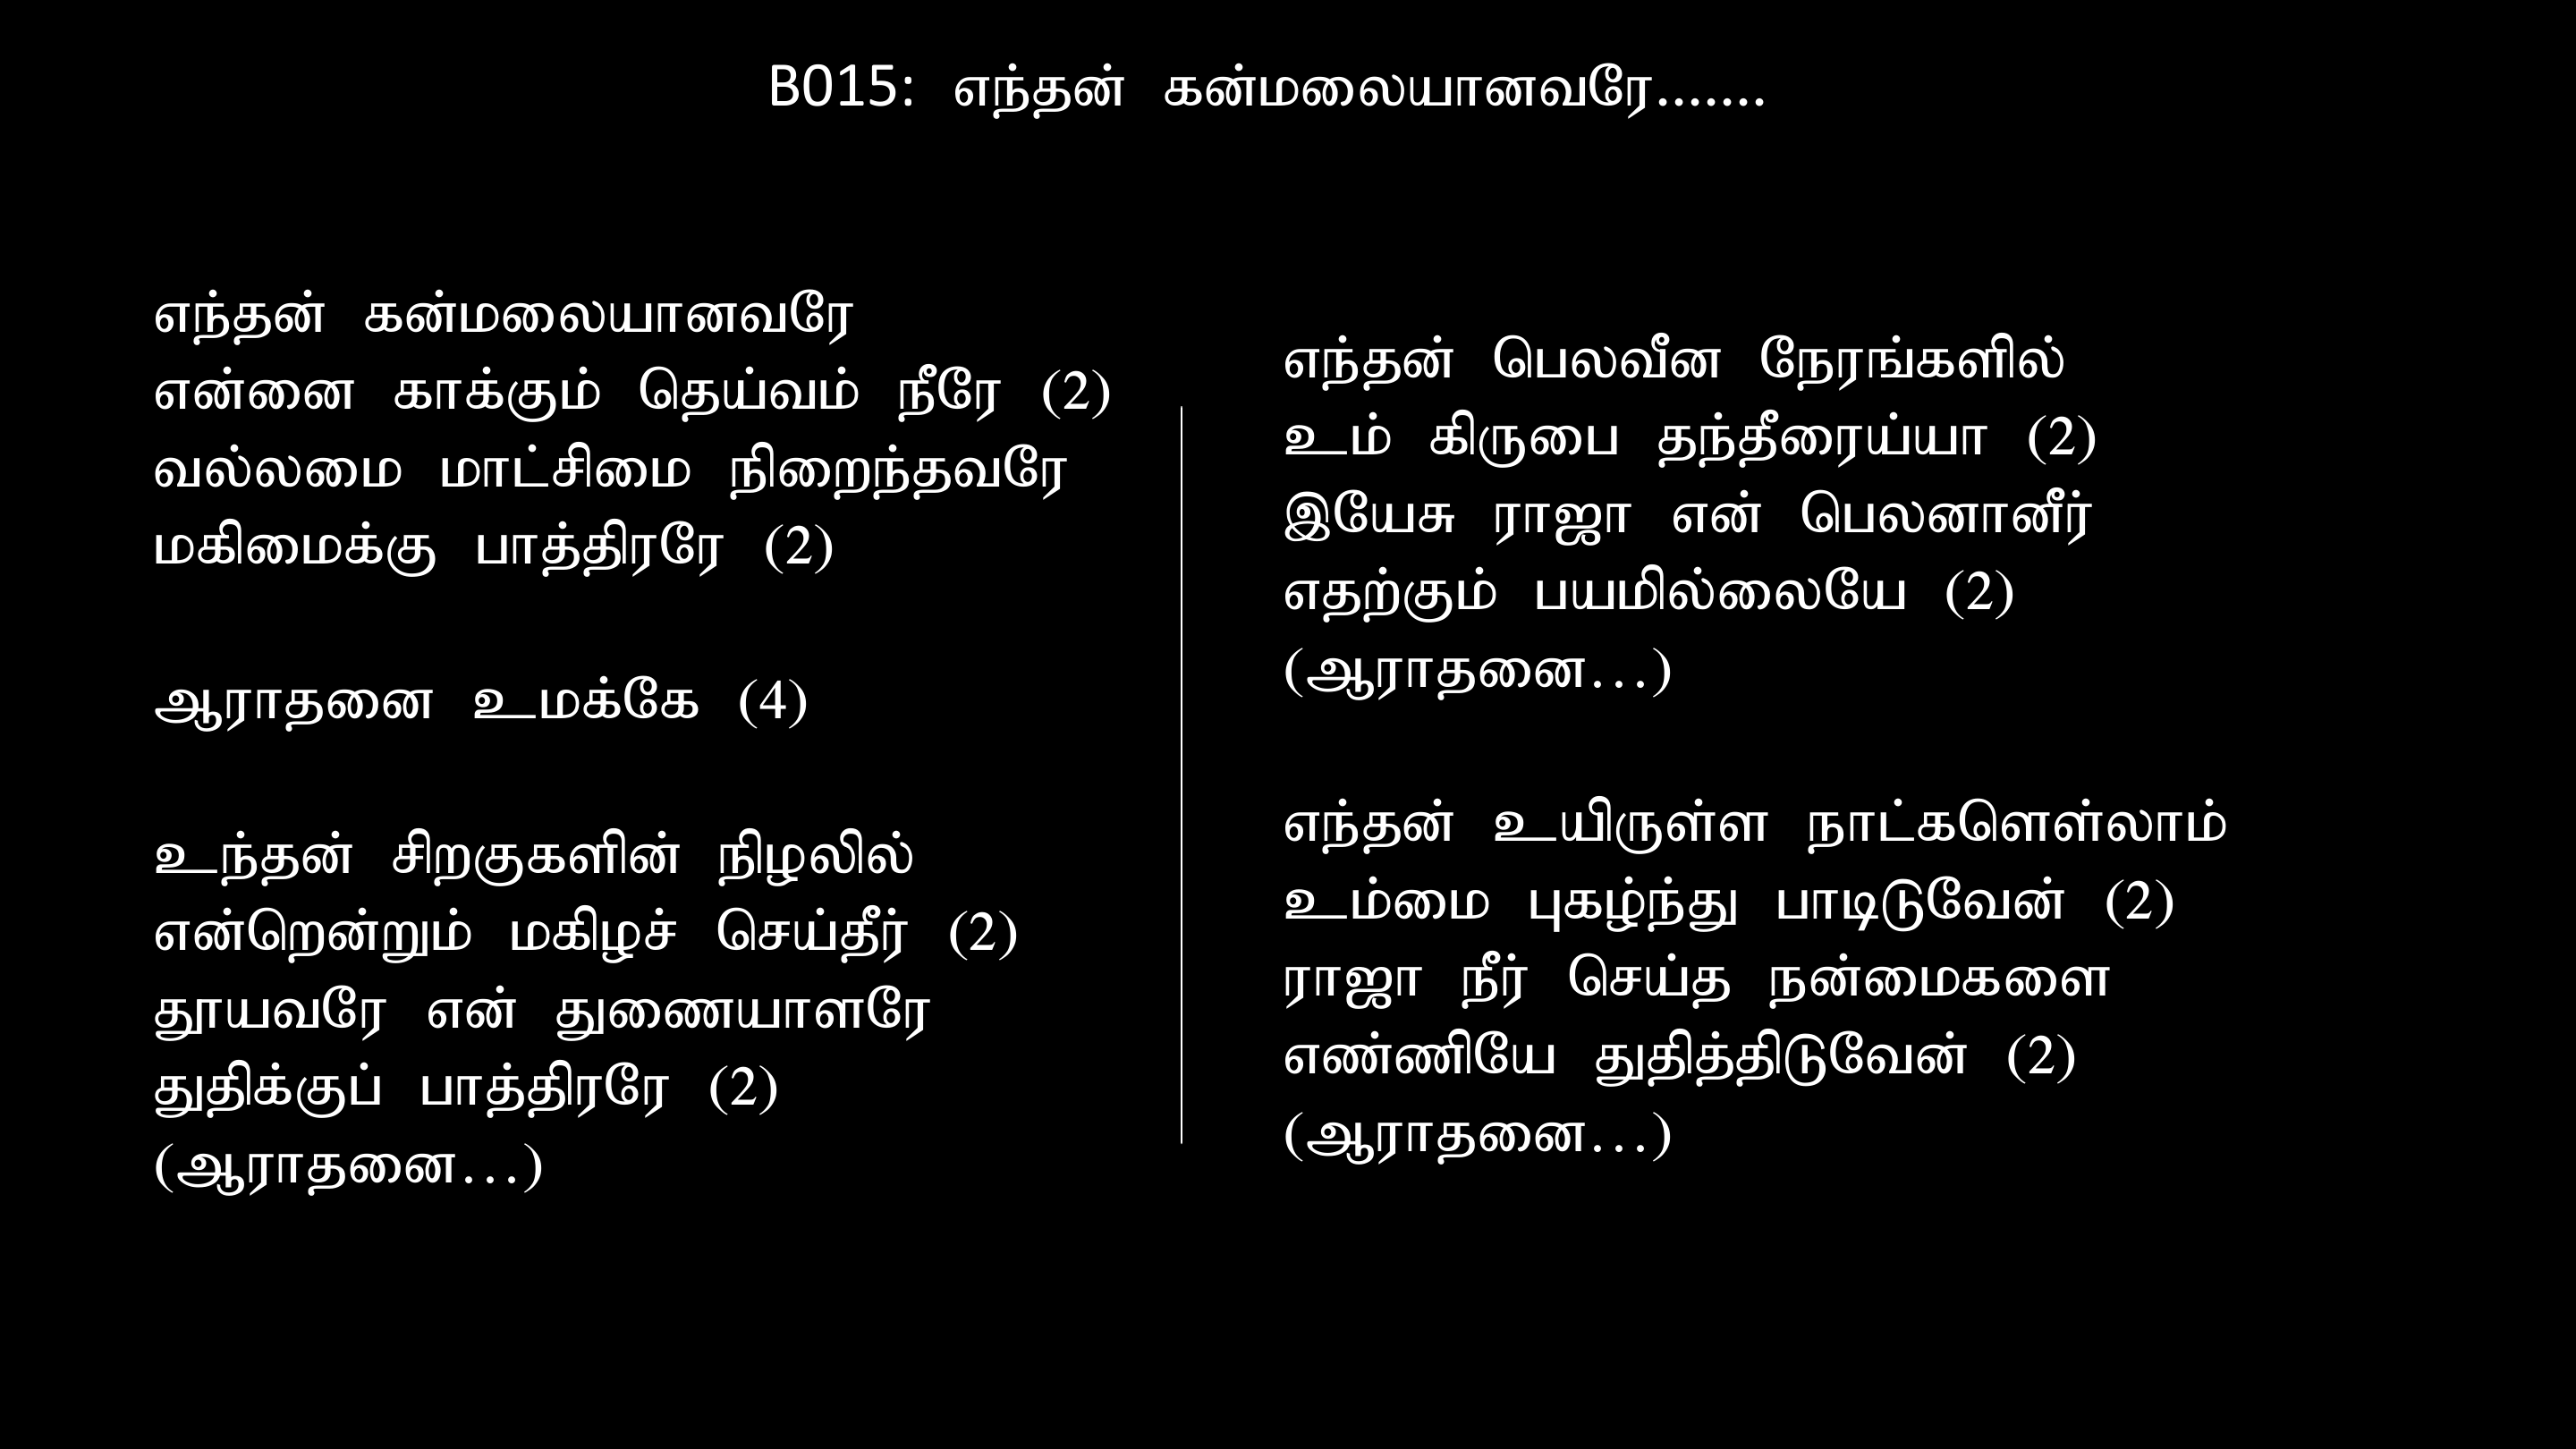 B015: எந்தன் கன்மலையானவரே.......
எந்தன் கன்மலையானவரே
என்னை காக்கும் தெய்வம் நீரே (2)
வல்லமை மாட்சிமை நிறைந்தவரே
மகிமைக்கு பாத்திரரே (2)
ஆராதனை உமக்கே (4)
உந்தன் சிறகுகளின் நிழலில்
என்றென்றும் மகிழச் செய்தீர் (2)
தூயவரே என் துணையாளரே
துதிக்குப் பாத்திரரே (2)
(ஆராதனை...)
எந்தன் பெலவீன நேரங்களில்
உம் கிருபை தந்தீரைய்யா (2)
இயேசு ராஜா என் பெலனானீர்
எதற்கும் பயமில்லையே (2)
(ஆராதனை...)
எந்தன் உயிருள்ள நாட்களெள்லாம்
உம்மை புகழ்ந்து பாடிடுவேன் (2)
ராஜா நீர் செய்த நன்மைகளை
எண்ணியே துதித்திடுவேன் (2)
(ஆராதனை...)